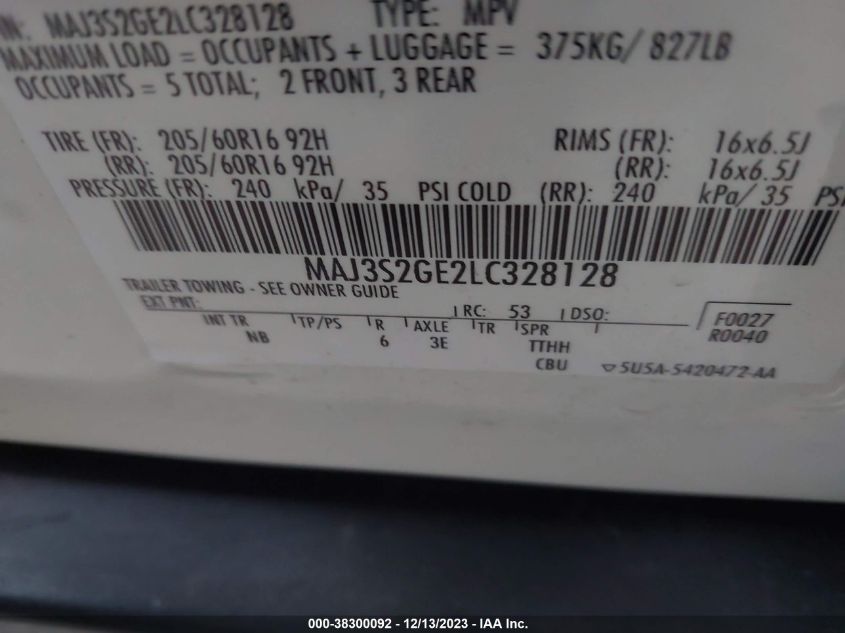 N: MAJ3S2GE2LC328128 TYPE: MPV
MAXIMUM LOAD = OCCUPANTS + LUGGAGE = 375KG/ 827LB
OCCUPANTS = 5 TOTAL; 2 FRONT, 3 REAR
TIRE (FR): 205/60R16 92H RIMS (FR): 16x6.5J
(RR): 205/60R16 92H (RR): 16x6.5J
PRESSURE (FR): 240 kPa/ 35 PSI COLD (RR): 240 kPa/ 35 PSI
MAJ3S2GE2LC328128
TRAILER TOWING - SEE OWNER GUIDE
EXT PNT: RC: 53 DSO: F0027
INT TR TP/PS R AXLE TR SPR R0040
NB 6 3E TTHH
CBU 5U5A-5420472-AA
000-38300092 - 12/13/2023 - IAA Inc.